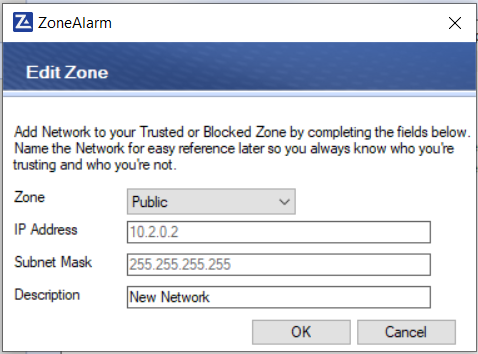 ZoneAlarm
Edit Zone
Add Network to your Trusted or Blocked Zone by completing the fields below.
Name the Network for easy reference later so you always know who you're
trusting and who you're not.
Zone Public
IP Address 10.2.0.2
Subnet Mask 255.255.255.255
Description New Network
OK Cancel